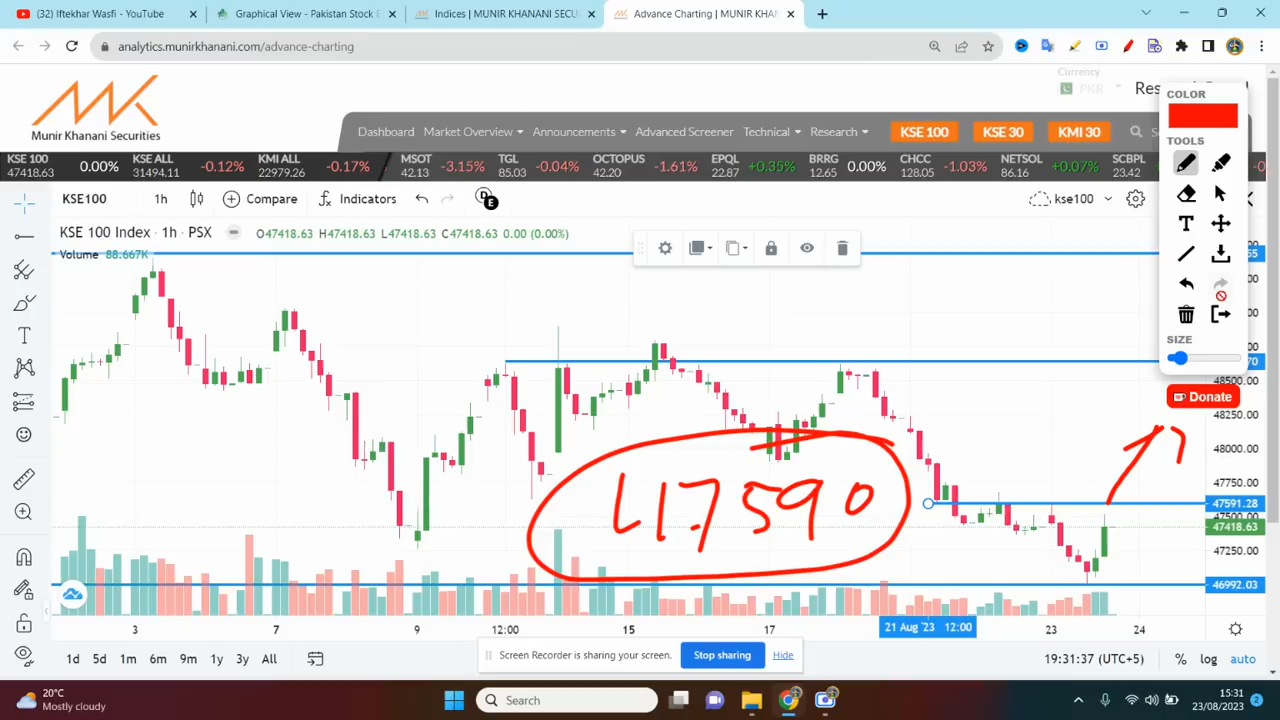 (32) Iftekhar Wasfi - YouTube
Graphical View - Pakistan Stock E
Indices | MUNIR KHANANI SECU
Advance Charting | MUNIR KHAN
analytics.munirkhanani.com/advance-charting
Currency
PKR
COLOR
TOOLS
SIZE
Donate
Munir Khanani Securities
Dashboard Market Overview Announcements Advanced Screener Technical Research KSE 100 KSE 30 KMI 30
KSE 100 0.00% KSE ALL -0.12% KMI ALL -0.17% MSOT -3.15% TGL -0.04% OCTOPUS -1.61% EPQL +0.35% BRRG 0.00% CHCC -1.03% NETSOL +0.07% SCBPL
47418.63 31494.11 22979.26 42.13 85.03 42.20 22.87 12.65 128.05 86.16 23.42
KSE100 1h Compare Indicators E kse100
KSE 100 Index · 1h · PSX O47418.63 H47418.63 L47418.63 C47418.63 0.00 (0.00%)
Volume 88.667K
48500.00
48250.00
48000.00
47750.00
47591.28
47500.00
47418.63
47250.00
46992.03
47590
3 7 9 12:00 15 17 21 Aug '23 12:00 23 24
1d 5d 1m 6m 9m 1y 3y All
Screen Recorder is sharing your screen. Stop sharing Hide
19:31:37 (UTC+5) % log auto
20°C
Mostly cloudy
Search
15:31
23/08/2023
2